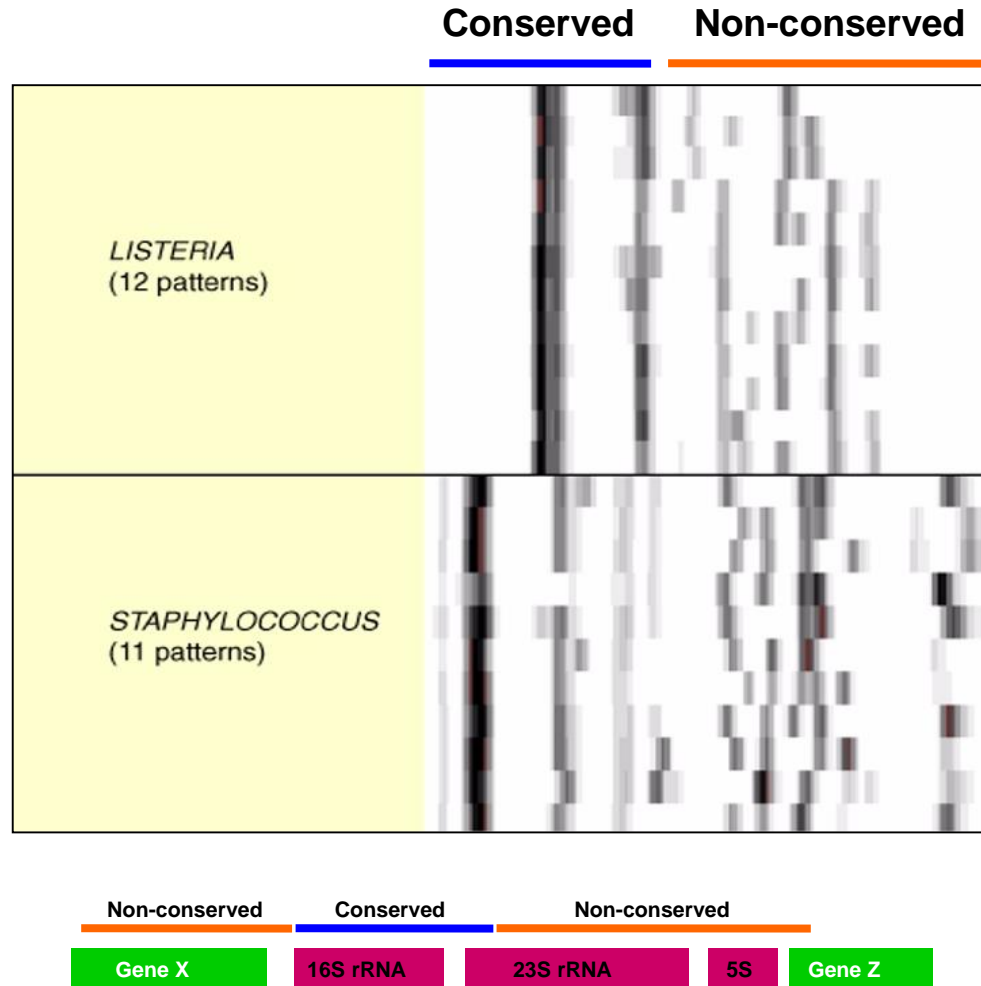 Conserved Non-conserved
LISTERIA
(12 patterns)
STAPHYLOCOCCUS
(11 patterns)
Non-conserved Conserved Non-conserved
Gene X 16S rRNA 23S rRNA 5S Gene Z